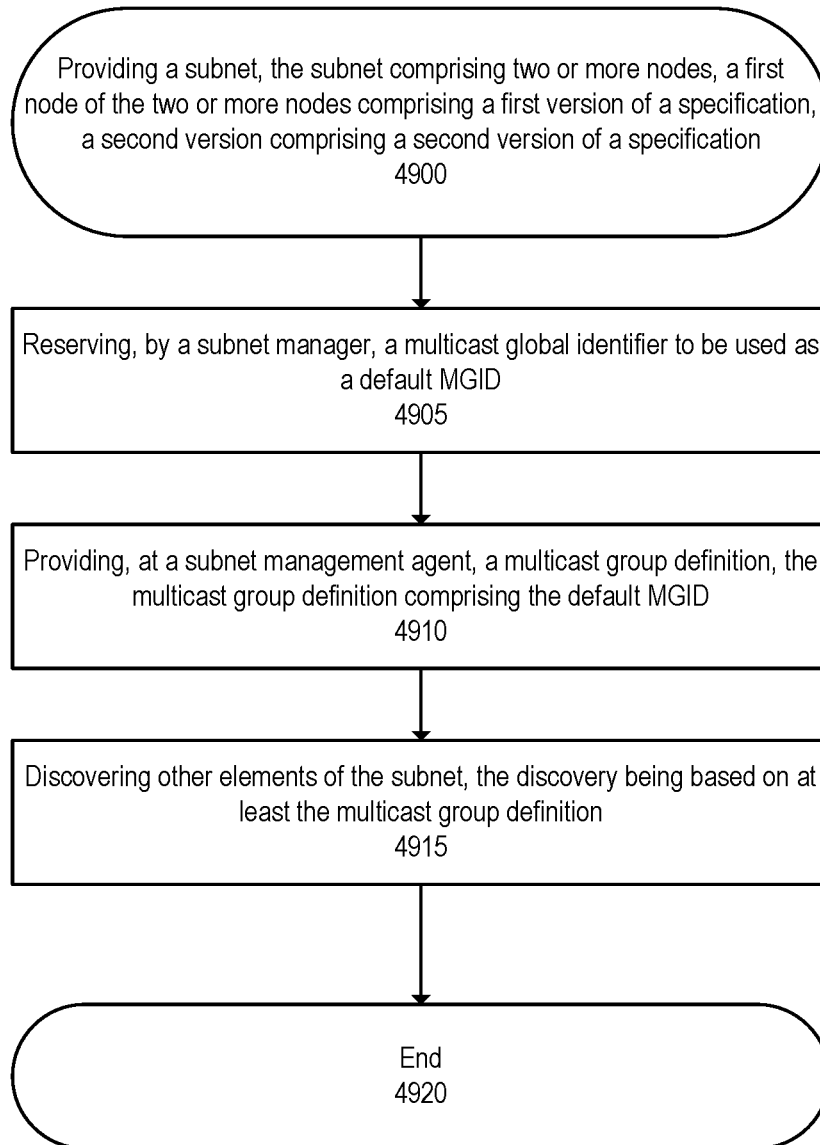 Providing a subnet, the subnet comprising two or more nodes, a first
node of the two or more nodes comprising a first version of a specification,
a second version comprising a second version of a specification
4900
Reserving, by a subnet manager, a multicast global identifier to be used as
a default MGID
4905
Providing, at a subnet management agent, a multicast group definition, the
multicast group definition comprising the default MGID
4910
Discovering other elements of the subnet, the discovery being based on at
least the multicast group definition
4915
End
4920